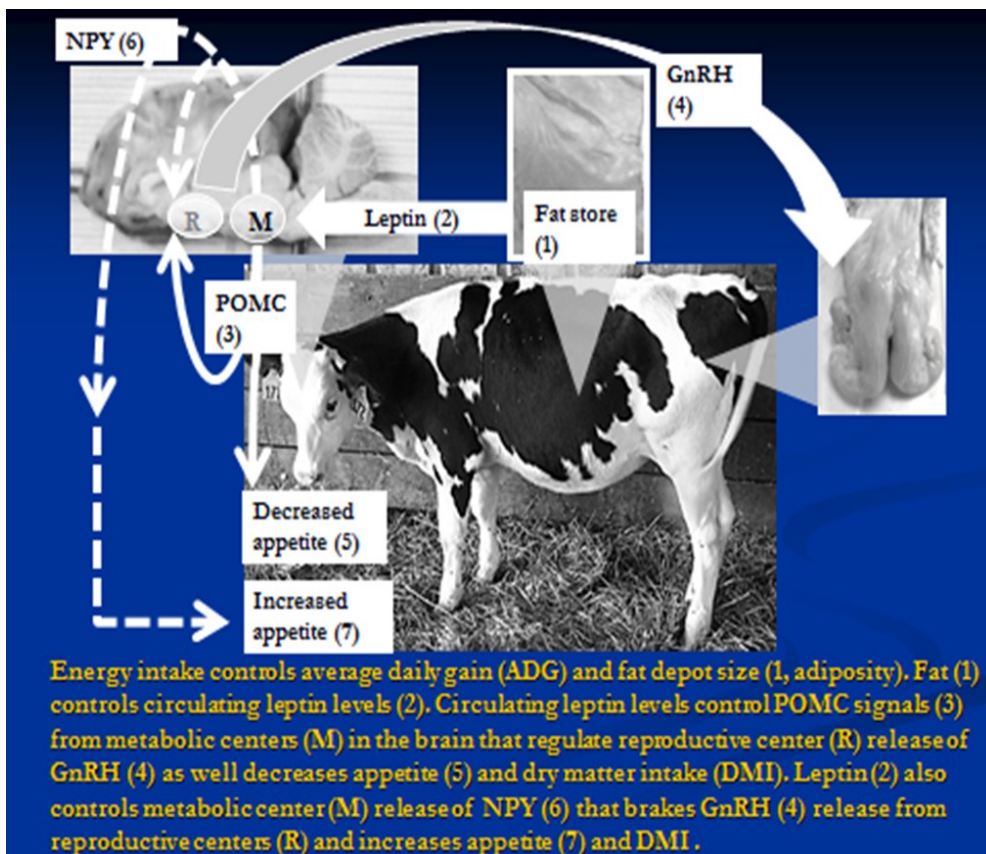 NPY (6)
GnRH
(4)
R
M
Leptin (2)
Fat store
(1)
POMC
(3)
Decreased
appetite (5)
Increased
appetite (7)
Energy intake controls average daily gain (ADG) and fat depot size (1, adiposity). Fat (1)
controls circulating leptin levels (2). Circulating leptin levels control POMC signals (3)
from metabolic centers (M) in the brain that regulate reproductive center (R) release of
GnRH (4) as well decreases appetite (5) and dry matter intake (DMI). Leptin (2) also
controls metabolic center (M) release of NPY (6) that brakes GnRH (4) release from
reproductive centers (R) and increases appetite (7) and DMI .